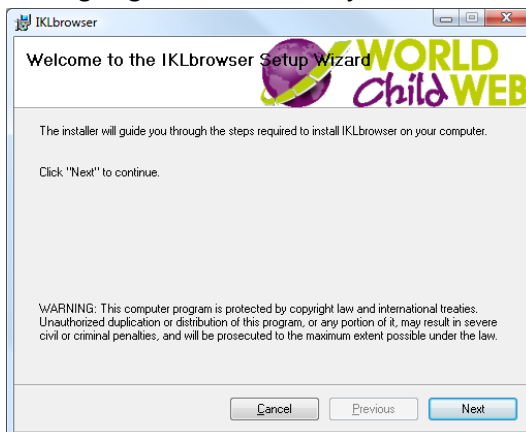 IKLbrowser
Welcome to the IKLbrowser Setup Wizard
WORLD
Child WEB
The installer will guide you through the steps required to install IKLbrowser on your computer.
Click "Next" to continue.
WARNING: This computer program is protected by copyright law and international treaties.
Unauthorized duplication or distribution of this program, or any portion of it, may result in severe
civil or criminal penalties, and will be prosecuted to the maximum extent possible under the law.
Cancel Previous Next